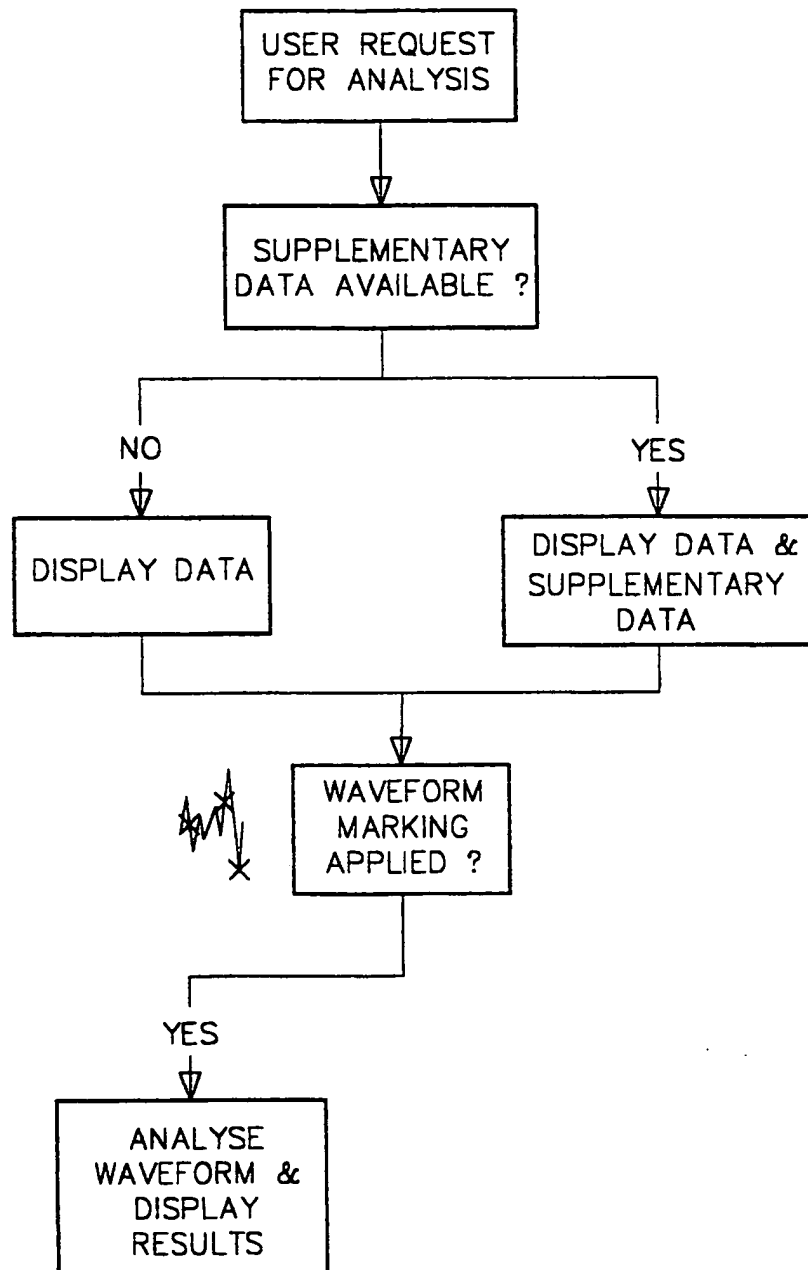 USER REQUEST
FOR ANALYSIS
SUPPLEMENTARY
DATA AVAILABLE ?
NO
YES
DISPLAY DATA
DISPLAY DATA &
SUPPLEMENTARY
DATA
WAVEFORM
MARKING
APPLIED ?
YES
ANALYSE
WAVEFORM &
DISPLAY
RESULTS